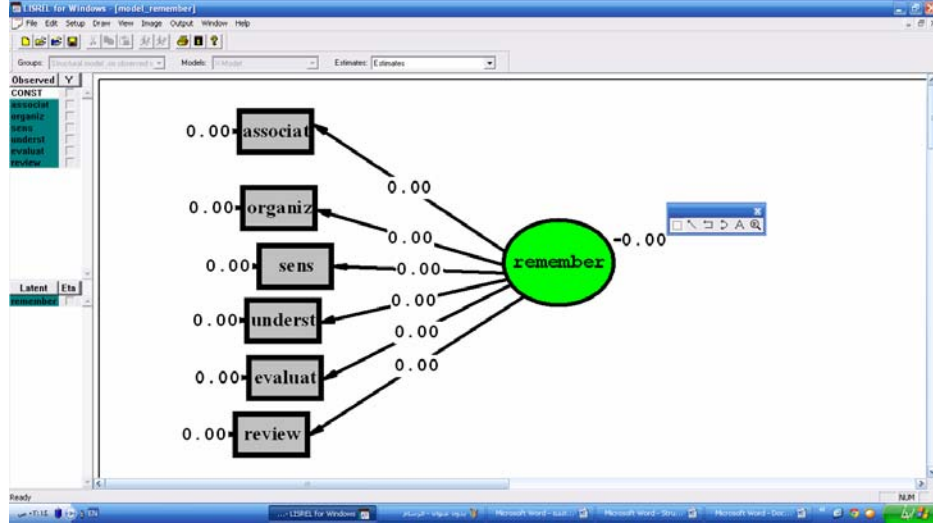 LISREL for Windows - [model_remember]
File Edit Setup Draw View Image Output Window Help
Groups: Models: X-Model Estimates: Estimates
Observed Y
CONST
associat
organiz
sens
underst
evaluat
review
Latent Eta
remember
0.00 associat
0.00
0.00 organiz
0.00
0.00 sens
0.00
0.00 underst
0.00
0.00 evaluat
0.00
0.00 review
0.00
remember
-0.00
A
Ready
NUM
EN
LISREL for Windows
Microsoft Word
Microsoft Word
Microsoft Word